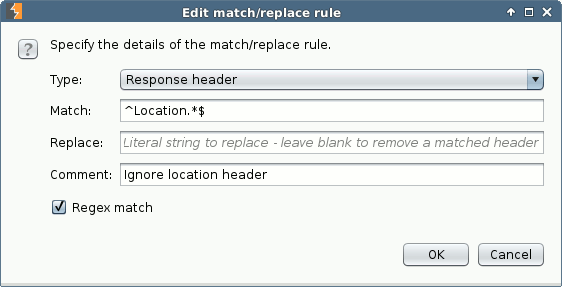 Edit match/replace rule
? Specify the details of the match/replace rule.
Type: Response header
Match: ^Location.*$
Replace: Literal string to replace - leave blank to remove a matched header
Comment: Ignore location header
Regex match
OK Cancel